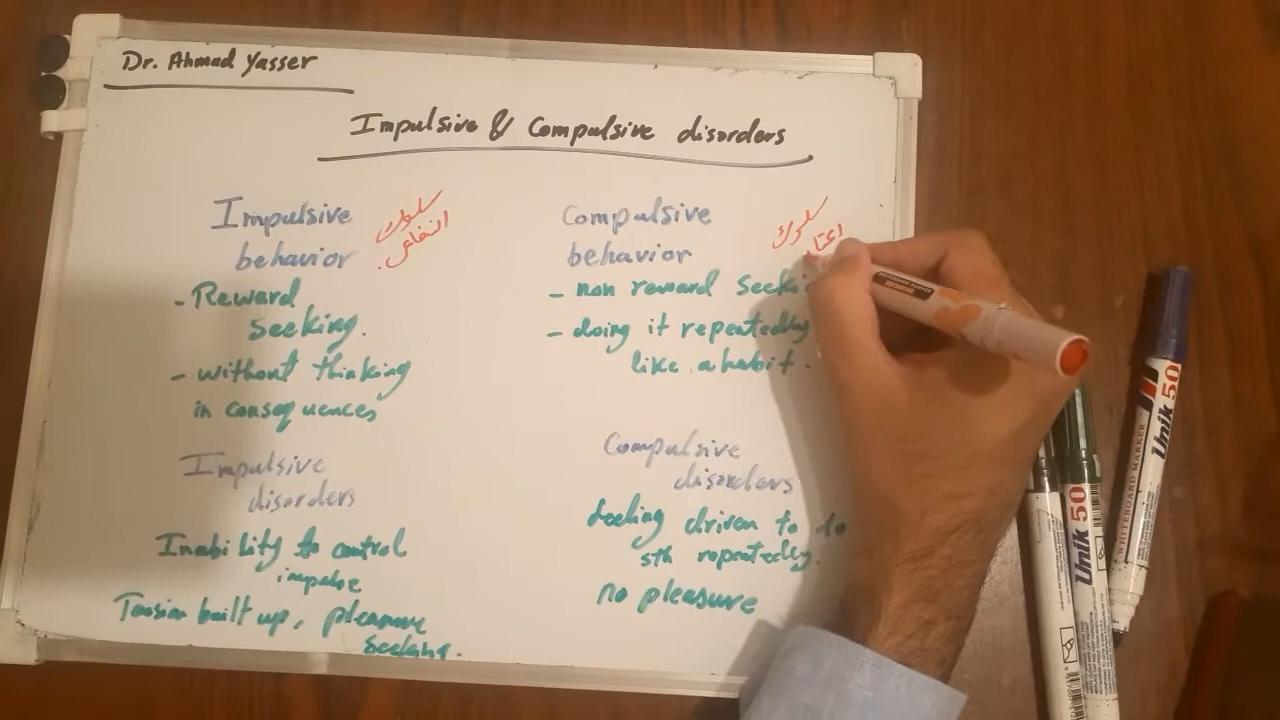 Dr. Ahmad Yasser
Impulsive & Compulsive disorders
Impulsive
behavior
سلوك
- Reward
seeking.
- without thinking
in consequences
Compulsive
behavior
سلوك
- non reward seeki
- doing it repeatedly
like a habit.
Impulsive
disorders
Inability to control
impulse
Tension built up, pleasure
seeking.
Compulsive
disorders
feeling driven to do
sth repeatedly.
no pleasure
Unik 50
Unik 50
WHITEBOARD MARKER